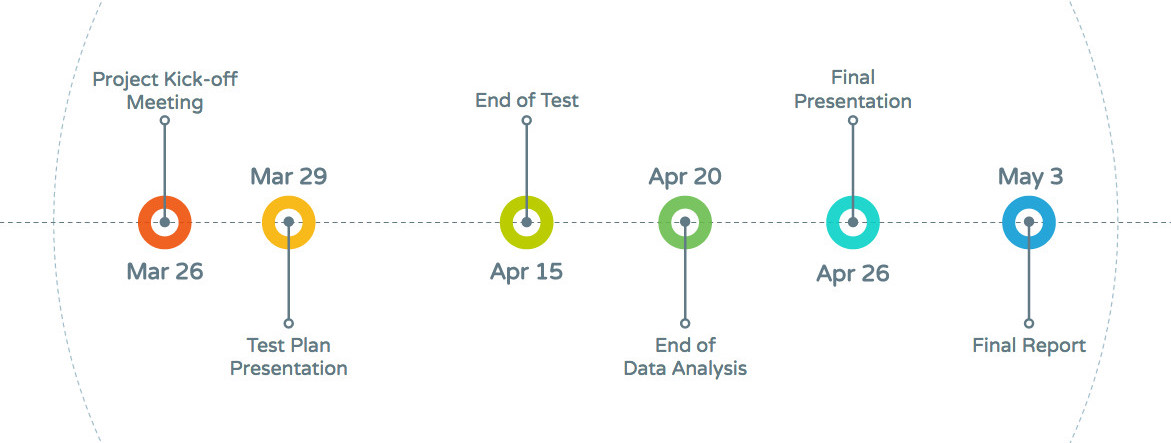 Project Kick-off
Meeting
Mar 26
Mar 29
Test Plan
Presentation
End of Test
Apr 15
Apr 20
End of
Data Analysis
Final
Presentation
Apr 26
May 3
Final Report